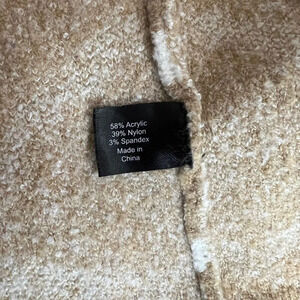 58% Acrylic
39% Nylon
3% Spandex
Made in
China